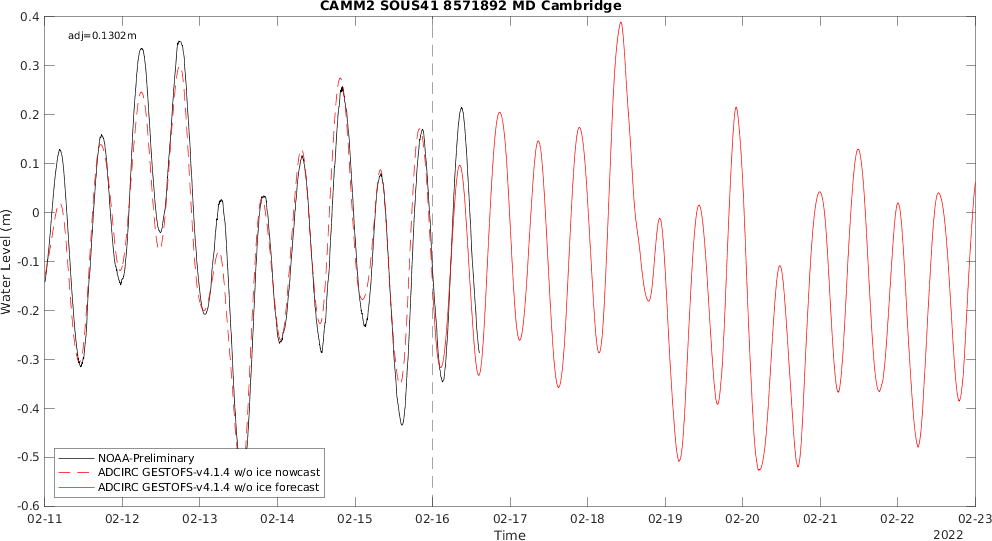 CAMM2 SOUS41 8571892 MD Cambridge
adj=0.1302m
0.4
0.3
0.2
0.1
0
-0.1
-0.2
-0.3
-0.4
-0.5
-0.6
Water Level (m)
NOAA-Preliminary
ADCIRC GESTOFS-v4.1.4 w/o ice nowcast
ADCIRC GESTOFS-v4.1.4 w/o ice forecast
02-11 02-12 02-13 02-14 02-15 02-16 02-17 02-18 02-19 02-20 02-21 02-22 02-23
Time
2022